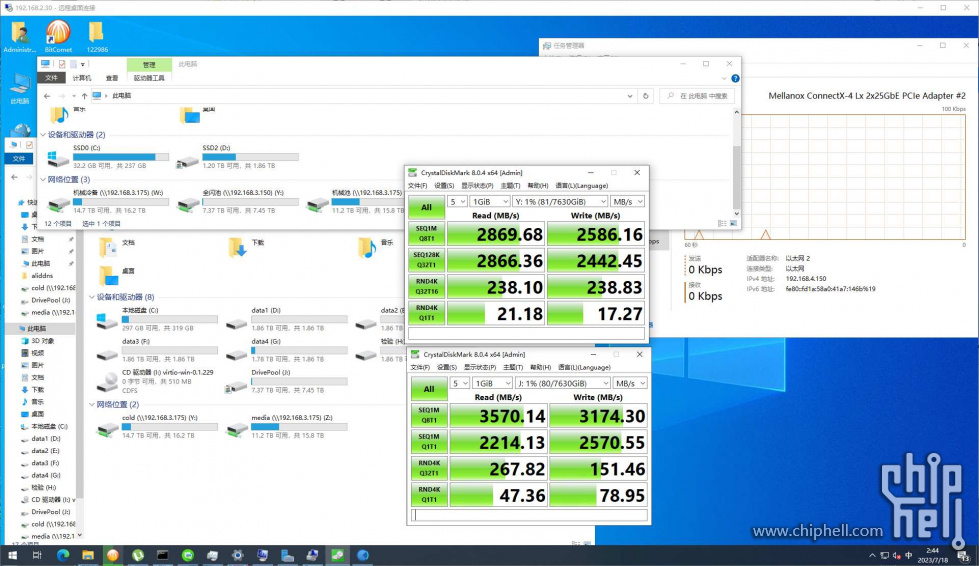 192.168.2.30 - 远程桌面连接
Administr...
BitComet
122986
此电脑
任务管理器
管理
此电脑
文件
计算机
查看
驱动器工具
此电脑
在 此电脑 中搜索
音乐
桌面
设备和驱动器 (2)
SSD0 (C:)
32.2 GB 可用，共 237 GB
SSD2 (D:)
1.20 TB 可用，共 1.86 TB
网络位置 (3)
机械冷备 (\\192.168.3.175) (W:)
14.7 TB 可用，共 16.2 TB
全闪池 (\\192.168.3.150) (Y:)
7.37 TB 可用，共 7.45 TB
机械池 (\\192.168.3.175)
11.2 TB 可用，共 15.8
12 个项目
选中 1 个项目
Mellanox ConnectX-4 Lx 2x25GbE PCIe Adapter #2
100 Kbps
60 秒
0
发送
0 Kbps
接收
0 Kbps
适配器名称:
以太网 2
连接类型:
以太网
IPv4 地址:
192.168.4.150
IPv6 地址:
fe80:cfd1a:58a0:41a7:146b%19
CrystalDiskMark 8.0.4 x64 [Admin]
文件(F) 设置(S) 显示状态(P) 主题(T) 帮助(H) 语言(L)(Language)
All
5
1GiB
Y: 1% (81/7630GiB)
MB/s
Read (MB/s)
Write (MB/s)
SEQ1M
Q8T1
2869.68
2586.16
SEQ128K
Q32T1
2866.36
2442.45
RND4K
Q32T16
238.10
238.83
RND4K
Q1T1
21.18
17.27
CrystalDiskMark 8.0.4 x64 [Admin]
文件(F) 设置(S) 显示状态(P) 主题(T) 帮助(H) 语言(L)(Language)
All
5
1GiB
J: 1% (80/7630GiB)
MB/s
Read (MB/s)
Write (MB/s)
SEQ1M
Q8T1
3570.14
3174.30
SEQ1M
Q1T1
2214.13
2570.55
RND4K
Q32T1
267.82
151.46
RND4K
Q1T1
47.36
78.95
文件
文档
图片
此电脑
aliddns
cold (\\192.168
DrivePool (J:)
media (\\192.1
此电脑
3D 对象
视频
图片
文档
下载
音乐
桌面
本地磁盘 (C:)
data1 (D:)
data2 (E:)
data3 (F:)
data4 (G:)
检验 (H:)
CD 驱动器 (I:) v
DrivePool (J:)
cold (\\192.168
media (\\192.168
文档
下载
音乐
桌面
设备和驱动器 (8)
本地磁盘 (C:)
297 GB 可用，共 319 GB
data1 (D:)
1.86 TB 可用，共 1.86 TB
data2 (E
1.86 TB
data3 (F:)
1.86 TB 可用，共 1.86 TB
data4 (G:)
1.78 TB 可用，共 1.86 TB
检验 (H:
1.86 TB
CD 驱动器 (I:) virtio-win-0.1.229
0 字节 可用，共 510 MB
CDFS
DrivePool (J:)
7.37 TB 可用，共 7.45 TB
网络位置 (2)
cold (\\192.168.3.175) (Y:)
14.7 TB 可用，共 16.2 TB
media (\\192.168.3.175) (Z:)
11.2 TB 可用，共 15.8 TB
www.chiphell.com
chip
hell
中
2:44
2023/7/18